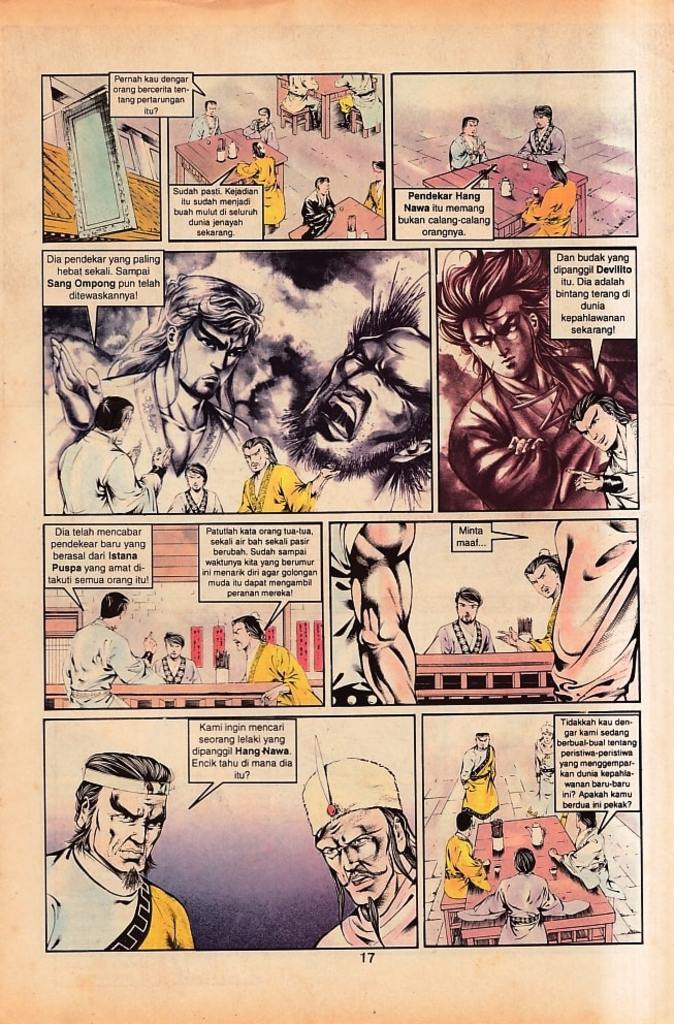 Pernah kau dengar
orang bercerita ten-
tang pertarungan
itu?
Sudah pasti. Kejadian
itu sudah menjadi
buah mulut di seluruh
dunia jenayah
sekarang.
Pendekar Hang
Nawa itu memang
bukan calang-calang
orangnya.
Dia pendekar yang paling
hebat sekali. Sampai
Sang Ompong pun telah
ditewaskannya!
Dan budak yang
dipanggil Devilito
itu. Dia adalah
bintang terang di
dunia
kepahlawanan
sekarang!
Dia telah mencabar
pendekear baru yang
berasal dari Istana
Puspa yang amat di-
takuti semua orang itu!
Patutlah kata orang tua-tua,
sekali air bah sekali pasir
berubah. Sudah sampai
waktunya kita yang berumur
ini menarik diri agar golongan
muda itu dapat mengambil
peranan mereka!
Minta
maaf...
Kami ingin mencari
seorang lelaki yang
dipanggil Hang-Nawa.
Encik tahu di mana dia
itu?
Tidakkah kau den-
gar kami sedang
berbual-bual tentang
peristiwa-peristiwa
yang menggempar-
kan dunia kepahla-
wanan baru-baru
ini? Apakah kamu
berdua ini pekak?
17